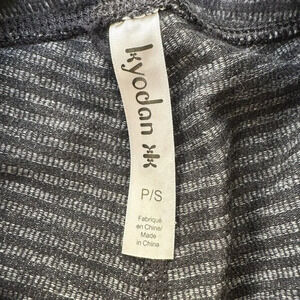 kyodan
P/S
Fabriqué
en Chine/
Made
in China